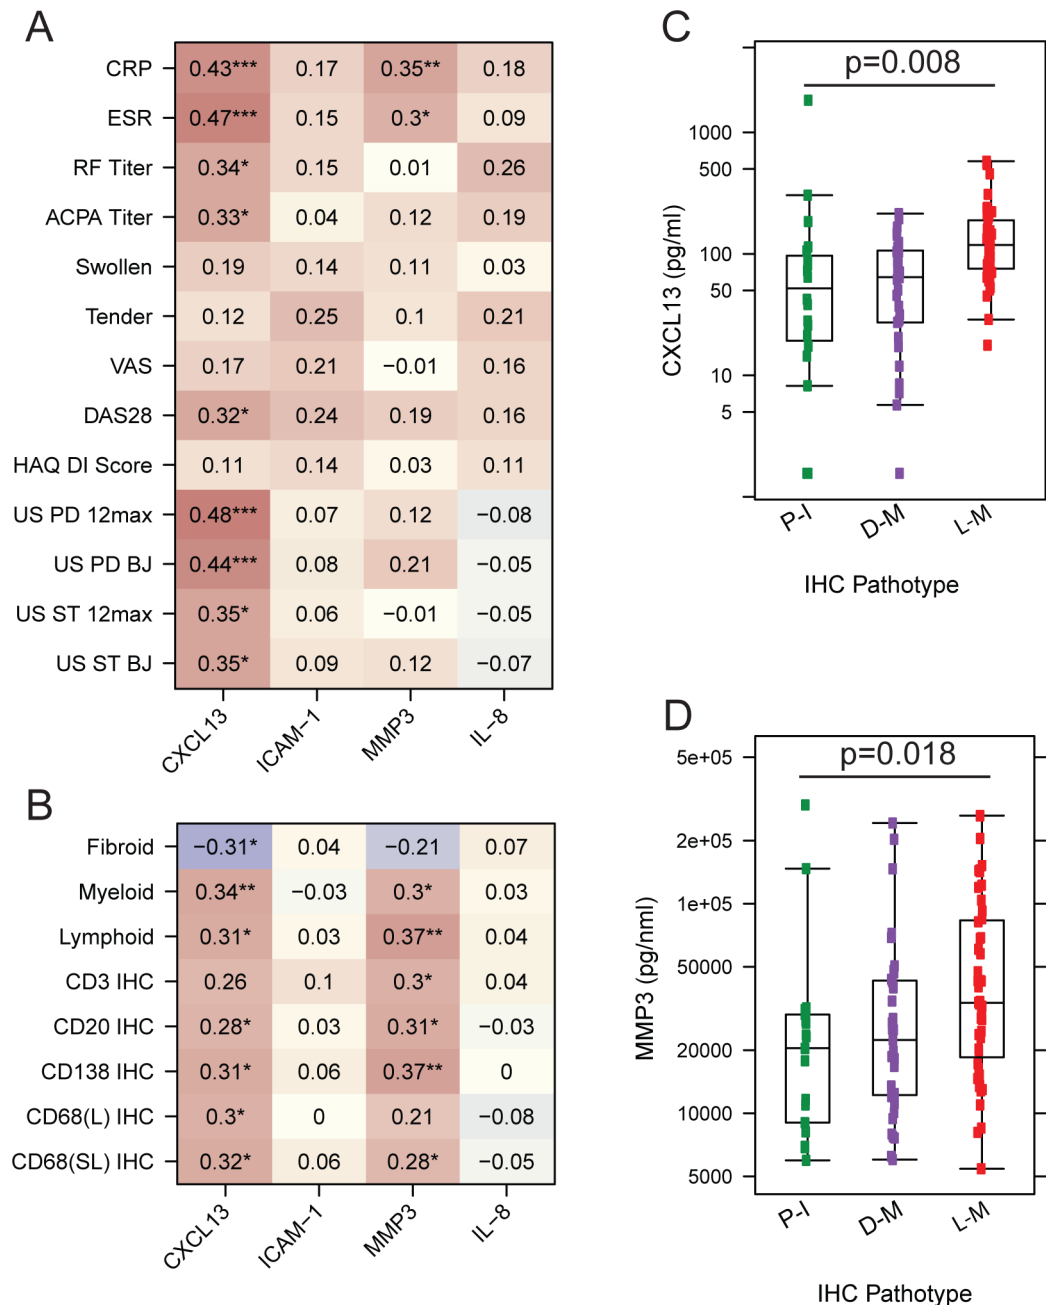 A
CRP 0.43*** 0.17 0.35** 0.18
ESR 0.47*** 0.15 0.3* 0.09
RF Titer 0.34* 0.15 0.01 0.26
ACPA Titer 0.33* 0.04 0.12 0.19
Swollen 0.19 0.14 0.11 0.03
Tender 0.12 0.25 0.1 0.21
VAS 0.17 0.21 −0.01 0.16
DAS28 0.32* 0.24 0.19 0.16
HAQ DI Score 0.11 0.14 0.03 0.11
US PD 12max 0.48*** 0.07 0.12 −0.08
US PD BJ 0.44*** 0.08 0.21 −0.05
US ST 12max 0.35* 0.06 −0.01 −0.05
US ST BJ 0.35* 0.09 0.12 −0.07
CXCL13 ICAM−1 MMP3 IL−8
B
Fibroid −0.31* 0.04 −0.21 0.07
Myeloid 0.34** −0.03 0.3* 0.03
Lymphoid 0.31* 0.03 0.37** 0.04
CD3 IHC 0.26 0.1 0.3* 0.04
CD20 IHC 0.28* 0.03 0.31* −0.03
CD138 IHC 0.31* 0.06 0.37** 0
CD68(L) IHC 0.3* 0 0.21 −0.08
CD68(SL) IHC 0.32* 0.06 0.28* −0.05
CXCL13 ICAM−1 MMP3 IL−8
C
p=0.008
CXCL13 (pg/ml)
1000
500
100
50
10
5
P-I D-M L-M
IHC Pathotype
D
p=0.018
MMP3 (pg/nml)
5e+05
2e+05
1e+05
50000
20000
10000
5000
P-I D-M L-M
IHC Pathotype